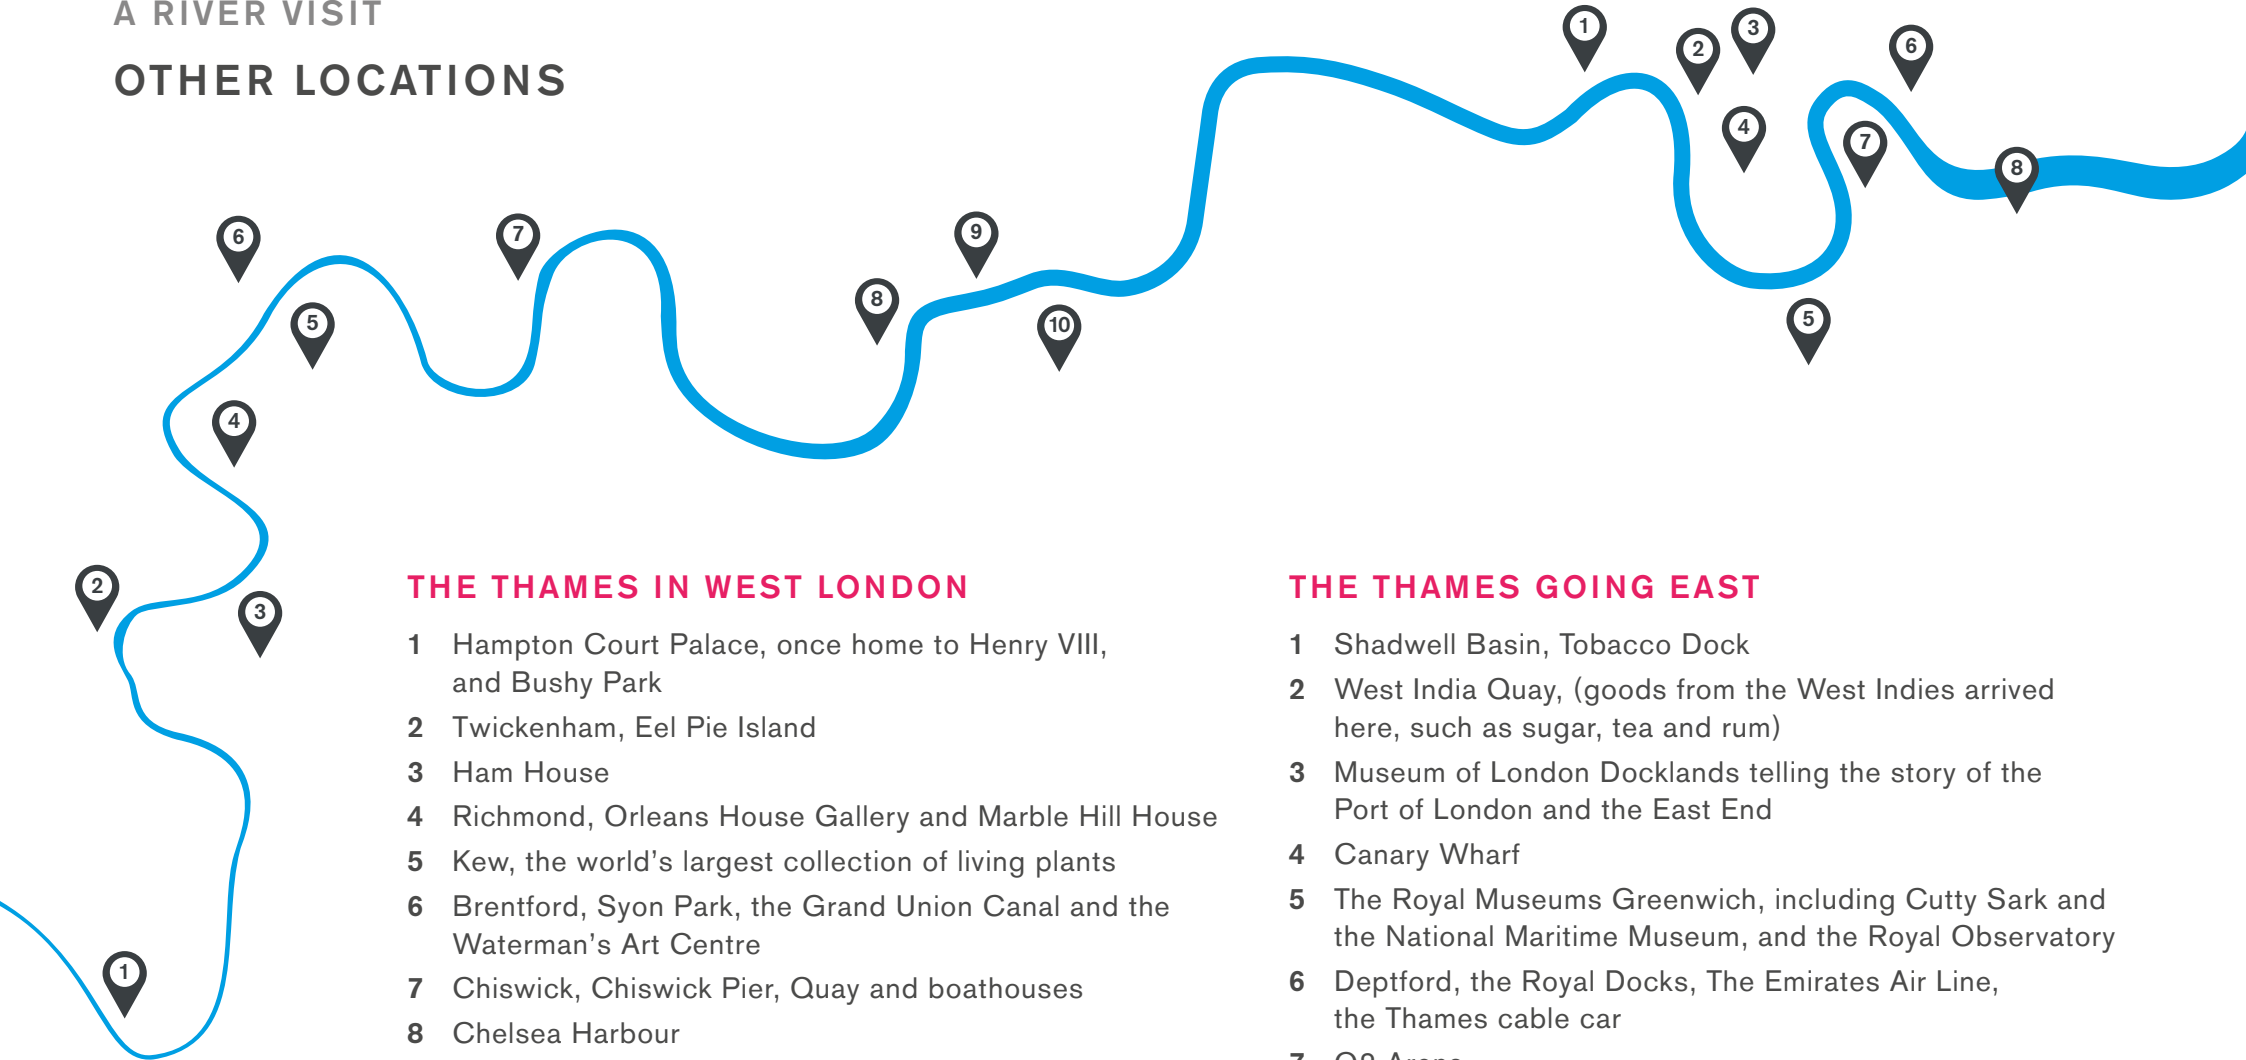 A RIVER VISIT
OTHER LOCATIONS
1
2
3
6
4
7
8
5
6
7
9
8
5
10
4
2
3
1
THE THAMES IN WEST LONDON
1 Hampton Court Palace, once home to Henry VIII,
and Bushy Park
2 Twickenham, Eel Pie Island
3 Ham House
4 Richmond, Orleans House Gallery and Marble Hill House
5 Kew, the world’s largest collection of living plants
6 Brentford, Syon Park, the Grand Union Canal and the
Waterman’s Art Centre
7 Chiswick, Chiswick Pier, Quay and boathouses
8 Chelsea Harbour
THE THAMES GOING EAST
1 Shadwell Basin, Tobacco Dock
2 West India Quay, (goods from the West Indies arrived
here, such as sugar, tea and rum)
3 Museum of London Docklands telling the story of the
Port of London and the East End
4 Canary Wharf
5 The Royal Museums Greenwich, including Cutty Sark and
the National Maritime Museum, and the Royal Observatory
6 Deptford, the Royal Docks, The Emirates Air Line,
the Thames cable car